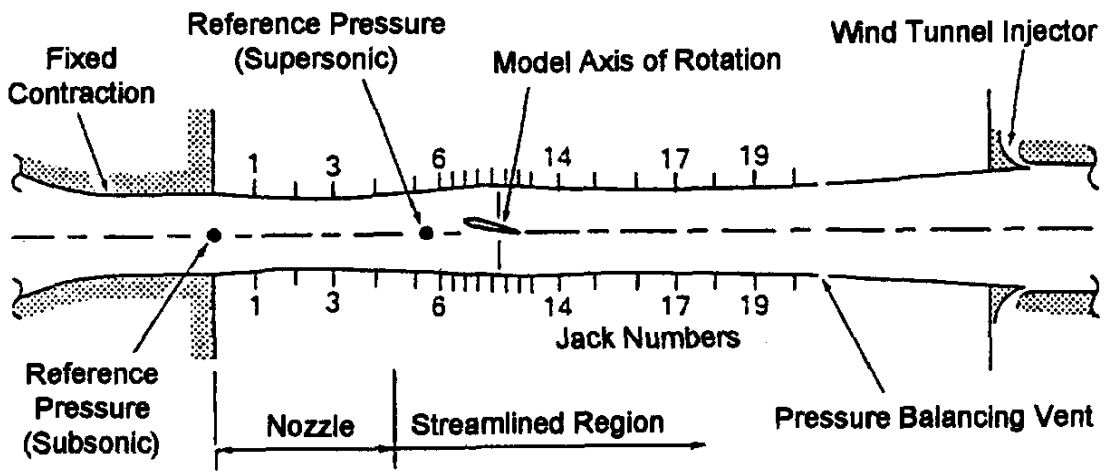 Reference Pressure
(Supersonic)
Wind Tunnel Injector
Fixed
Contraction
Model Axis of Rotation
1 3 6 14 17 19
1 3 6 14 17 19
Jack Numbers
Reference
Pressure
(Subsonic)
Nozzle
Streamlined Region
Pressure Balancing Vent